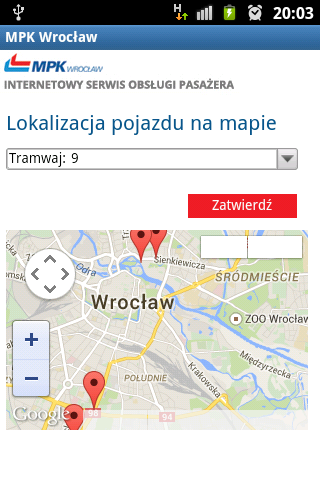 H 20:03
MPK Wrocław
MPK WROCŁAW
INTERNETOWY SERWIS OBSŁUGI PASAŻERA
Lokalizacja pojazdu na mapie
Tramwaj: 9
Zatwierdź
Odra
Sienkiewicza
ŚRÓDMIEŚCIE
Wrocław
ZOO Wrocław
Międzyrzecka
POŁUDNIE
Krakowska
+
−
98
94
Google